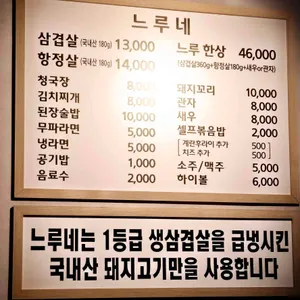 느루네
삼겹살 (국내산 180g) 13,000
항정살 (국내산 180g) 14,000
청국장 8,000
김치찌개 8,000
된장술밥 10,000
무파라면 5,000
냉라면 5,000
공기밥 1,000
음료수 2,000
느루 한상 46,000
(삼겹살360g+항정살180g+새우or관자)
돼지꼬리 10,000
관자 8,000
새우 8,000
셀프볶음밥 2,000
계란후라이 추가 500
치즈 추가 500
소주/맥주 5,000
하이볼 6,000
느루네는 1등급 생삼겹살을 급냉시킨
국내산 돼지고기만을 사용합니다